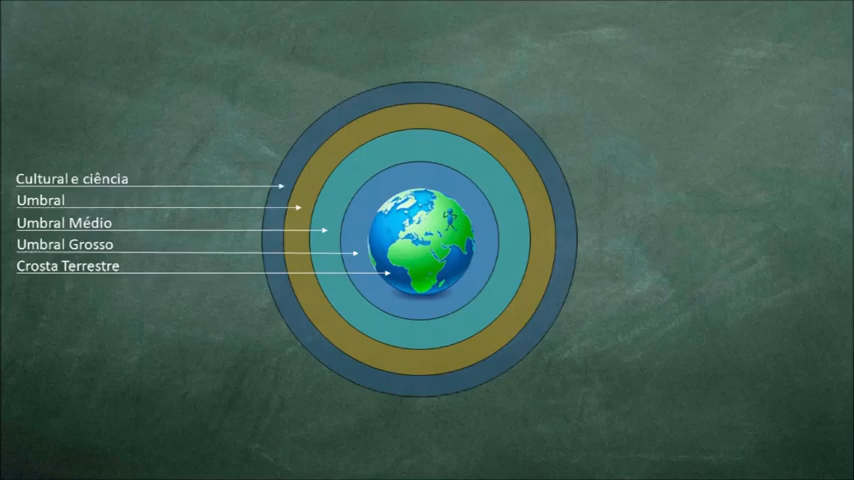 Cultural e ciência
Umbral
Umbral Médio
Umbral Grosso
Crosta Terrestre